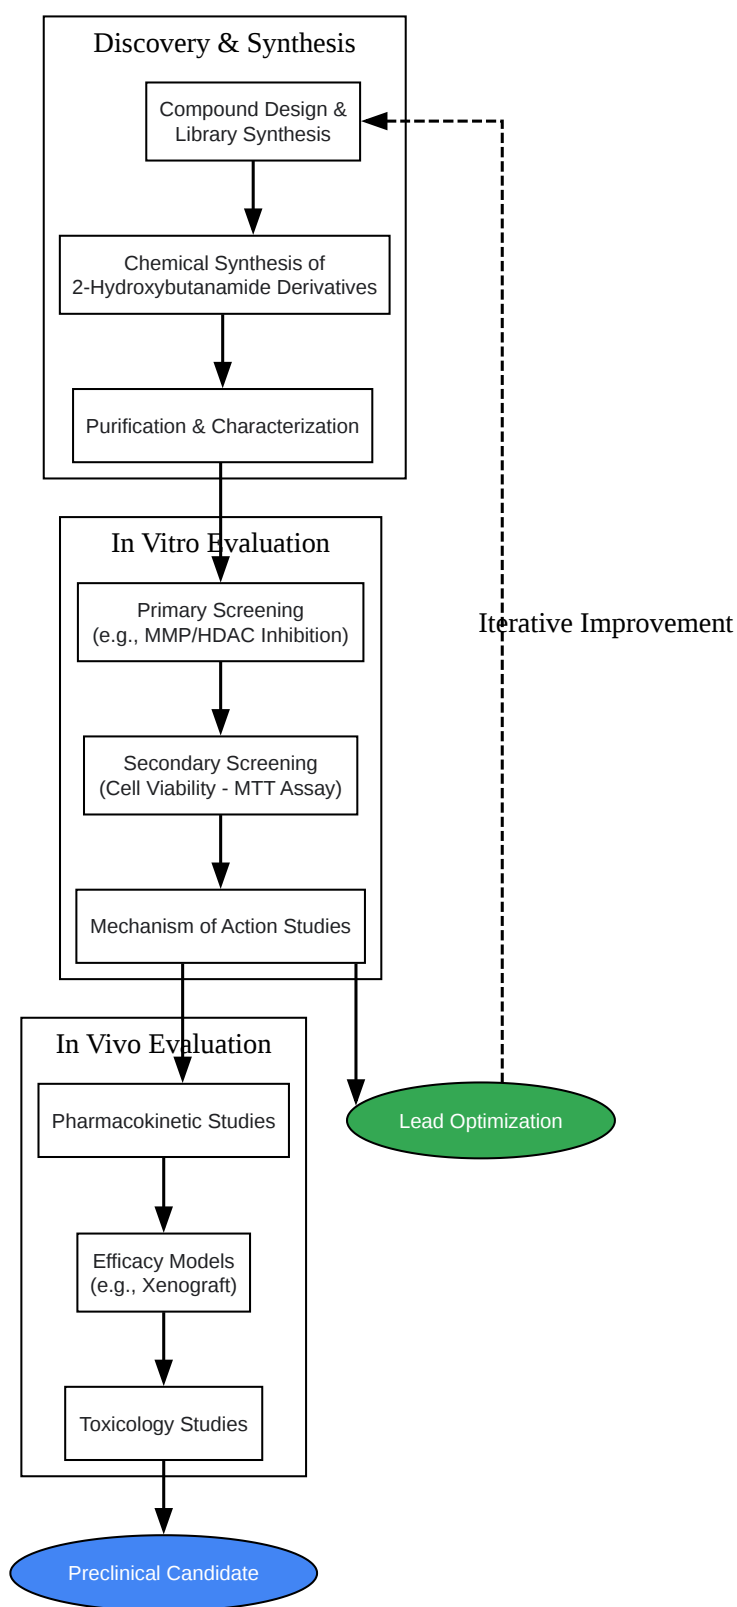 Discovery & Synthesis
Compound Design &
Library Synthesis
Chemical Synthesis of
2-Hydroxybutanamide Derivatives
Purification & Characterization
In Vitro Evaluation
Primary Screening
(e.g., MMP/HDAC Inhibition)
Iterative Improvement
Secondary Screening
(Cell Viability - MTT Assay)
Mechanism of Action Studies
In Vivo Evaluation
Pharmacokinetic Studies
Lead Optimization
Efficacy Models
(e.g., Xenograft)
Toxicology Studies
Preclinical Candidate